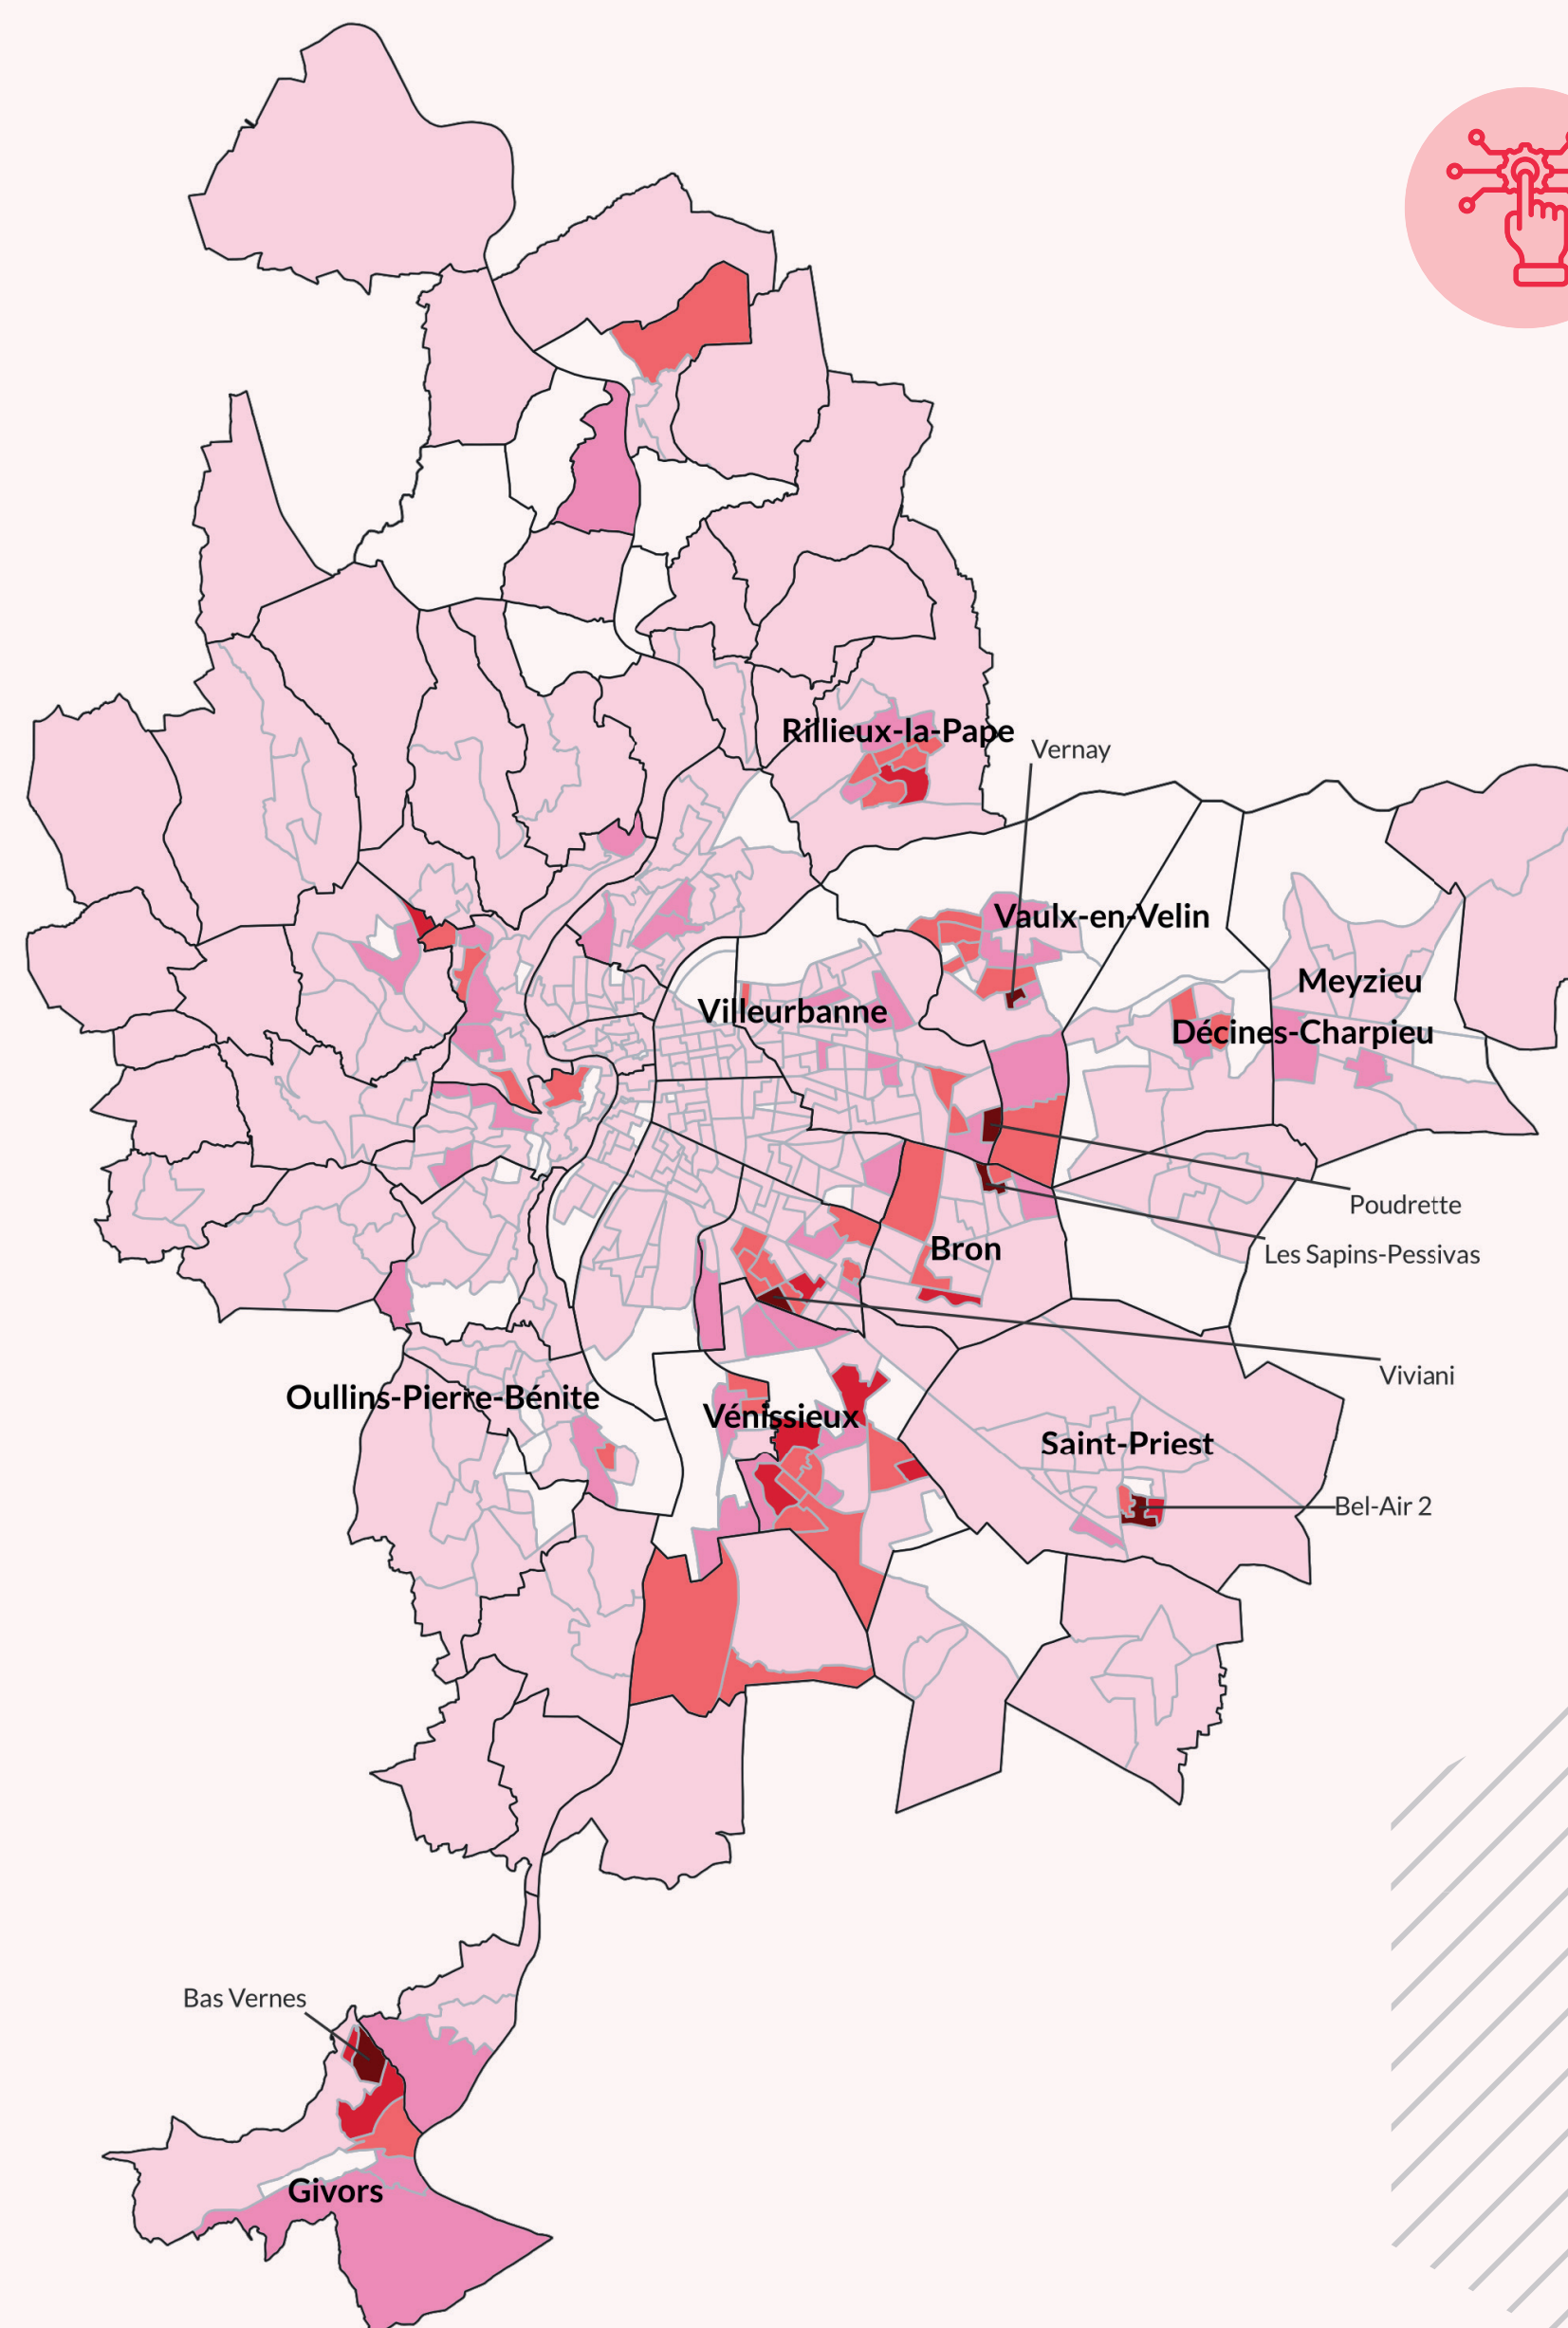 Rillieux-la-Pape
Vernay
Vaulx-en-Velin
Meyzieu
Villeurbanne
Décines-Charpieu
Poudrette
Bron
Les Sapins-Pessivas
Viviani
Oullins-Pierre-Bénite
Vénissieux
Saint-Priest
Bel-Air 2
Bas Vernes
Givors